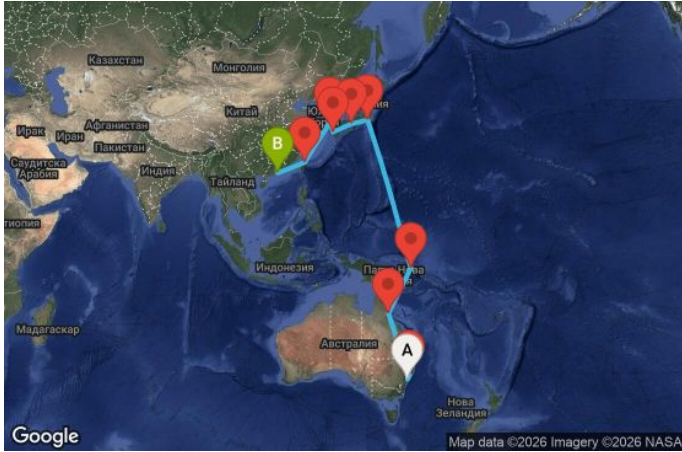 Казахстан
Монголия
Китай
Ирак
Иран
Афганистан
Пакистан
Саудитска
Арабия
Индия
Тайланд
B
Индонезия
Мадагаскар
Австралия
A
Нова
Зеландия
Google
Map data ©2026 Imagery ©2026 NASA